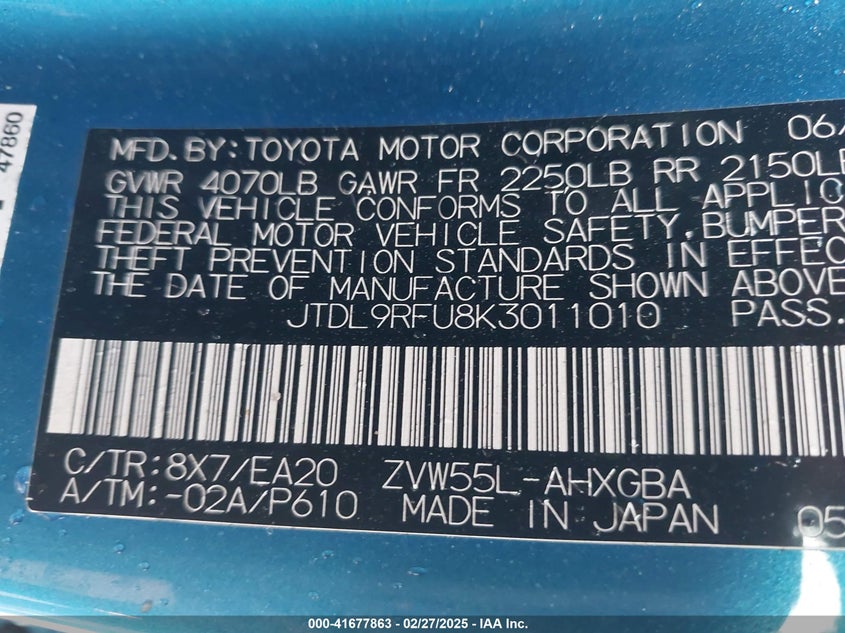 47860
MFD.BY:TOYOTA MOTOR CORPORATION 06/
GVWR 4070LB GAWR FR 2250LB RR 2150LB
THIS VEHICLE CONFORMS TO ALL APPLIC
FEDERAL MOTOR VEHICLE SAFETY,BUMPER
THEFT PREVENTION STANDARDS IN EFFEC
THE DATE OF MANUFACTURE SHOWN ABOVE
JTDL9RFU8K3011010 PASS.
C/TR:8X7/EA20 ZVW55L-AHXGBA
A/TM:-02A/P610 MADE IN JAPAN 05
000-41677863 - 02/27/2025 - IAA Inc.